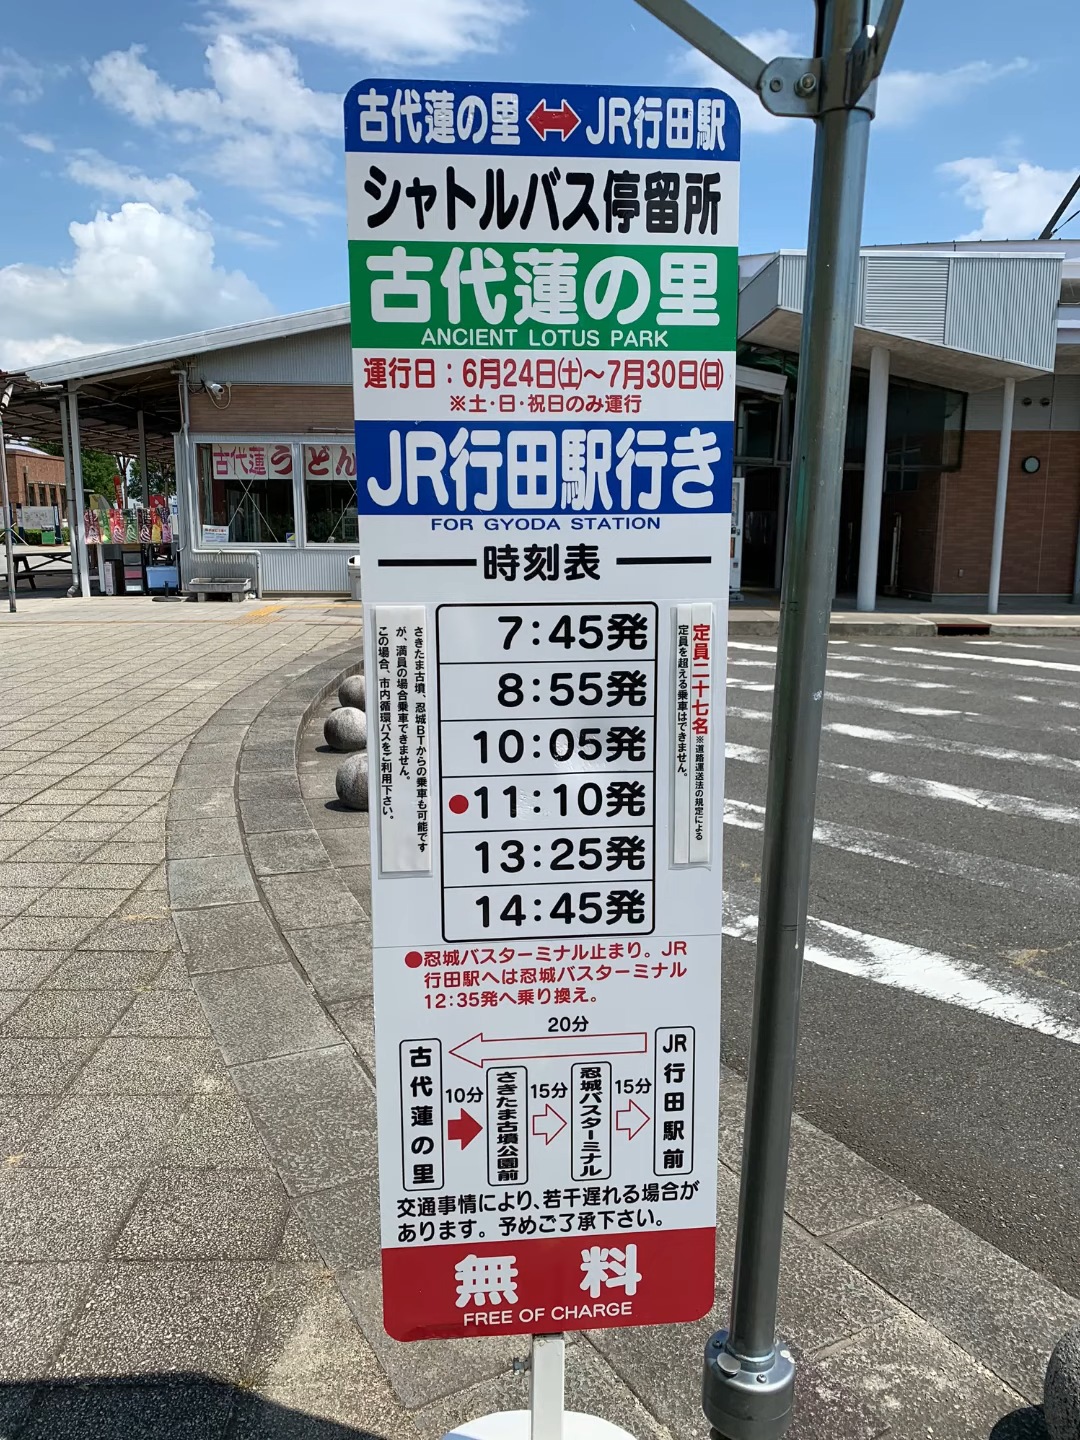 古代蓮の里⇔JR行田駅
シャトルバス停留所
古代蓮の里
ANCIENT LOTUS PARK
運行日：6月24日㈯～7月30日㈰
※土・日・祝日のみ運行
JR行田駅行き
FOR GYODA STATION
時刻表
7:45発
8:55発
10:05発
●11:10発
13:25発
14:45発
さきたま古墳、忍城BTからの乗車も可能です
が、満員の場合乗車できません。
この場合、市内循環バスをご利用下さい。
定員二十七名※道路運送法の規定による
定員を超える乗車はできません。
●忍城バスターミナル止まり。JR
行田駅へは忍城バスターミナル
12:35発へ乗り換え。
20分
古代蓮の里
10分
さきたま古墳公園前
15分
忍城バスターミナル
15分
JR行田駅前
交通事情により、若干遅れる場合が
あります。予めご了承下さい。
無料
FREE OF CHARGE
古代蓮うどん